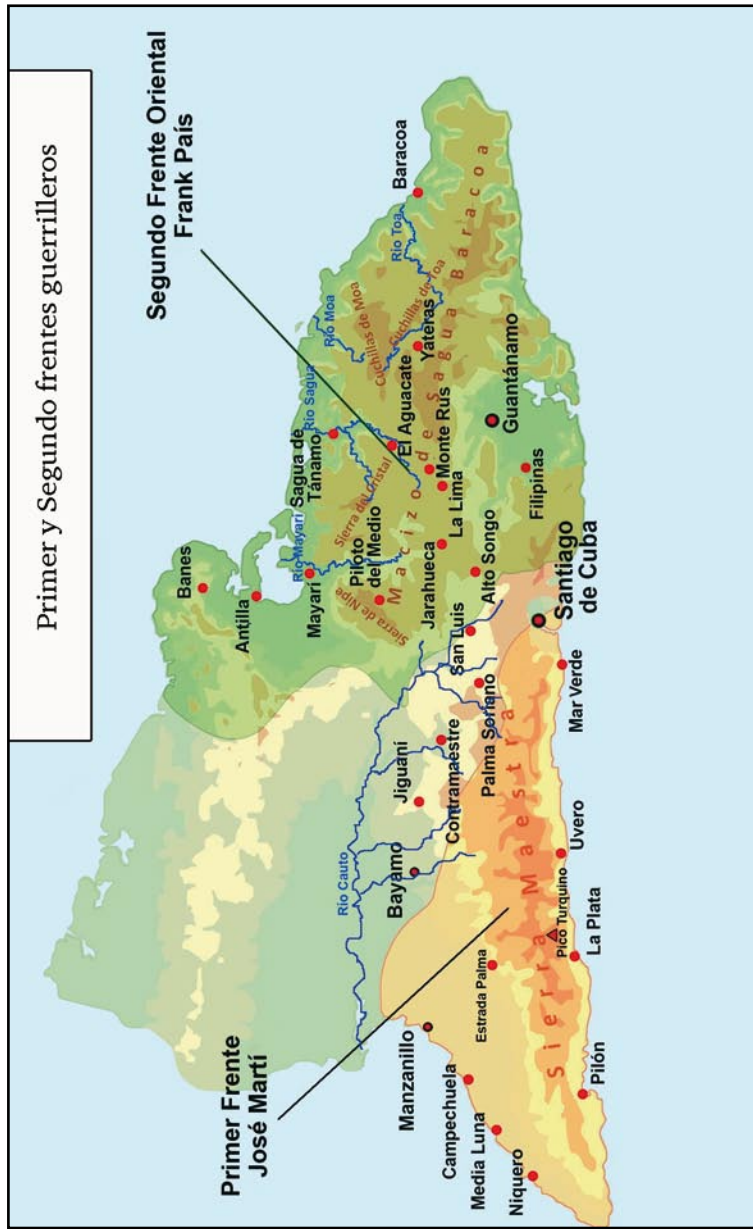 Primer y Segundo frentes guerrilleros
Segundo Frente Oriental
Frank País
Primer Frente
José Martí
Banes
Antilla
Mayarí
Río Mayarí
Sagua de
Tánamo
Río Sagua
Río Moa
Cuchillas de Moa
Río Toa
Cuchillas de Toa
Baracoa
Sierra de Nipe
Piloto
del Medio
Sierra del Cristal
El Aguacate
Yateras
Macizo de Sagua Baracoa
Monte Rus
La Lima
Jarahueca
Alto Songo
San Luis
Guantánamo
Filipinas
Santiago
de Cuba
Río Cauto
Jiguaní
Bayamo
Contramaestre
Palma Soriano
Mar Verde
Sierra Maestra
Uvero
Pico Turquino
La Plata
Estrada Palma
Manzanillo
Campechuela
Media Luna
Niquero
Pilón